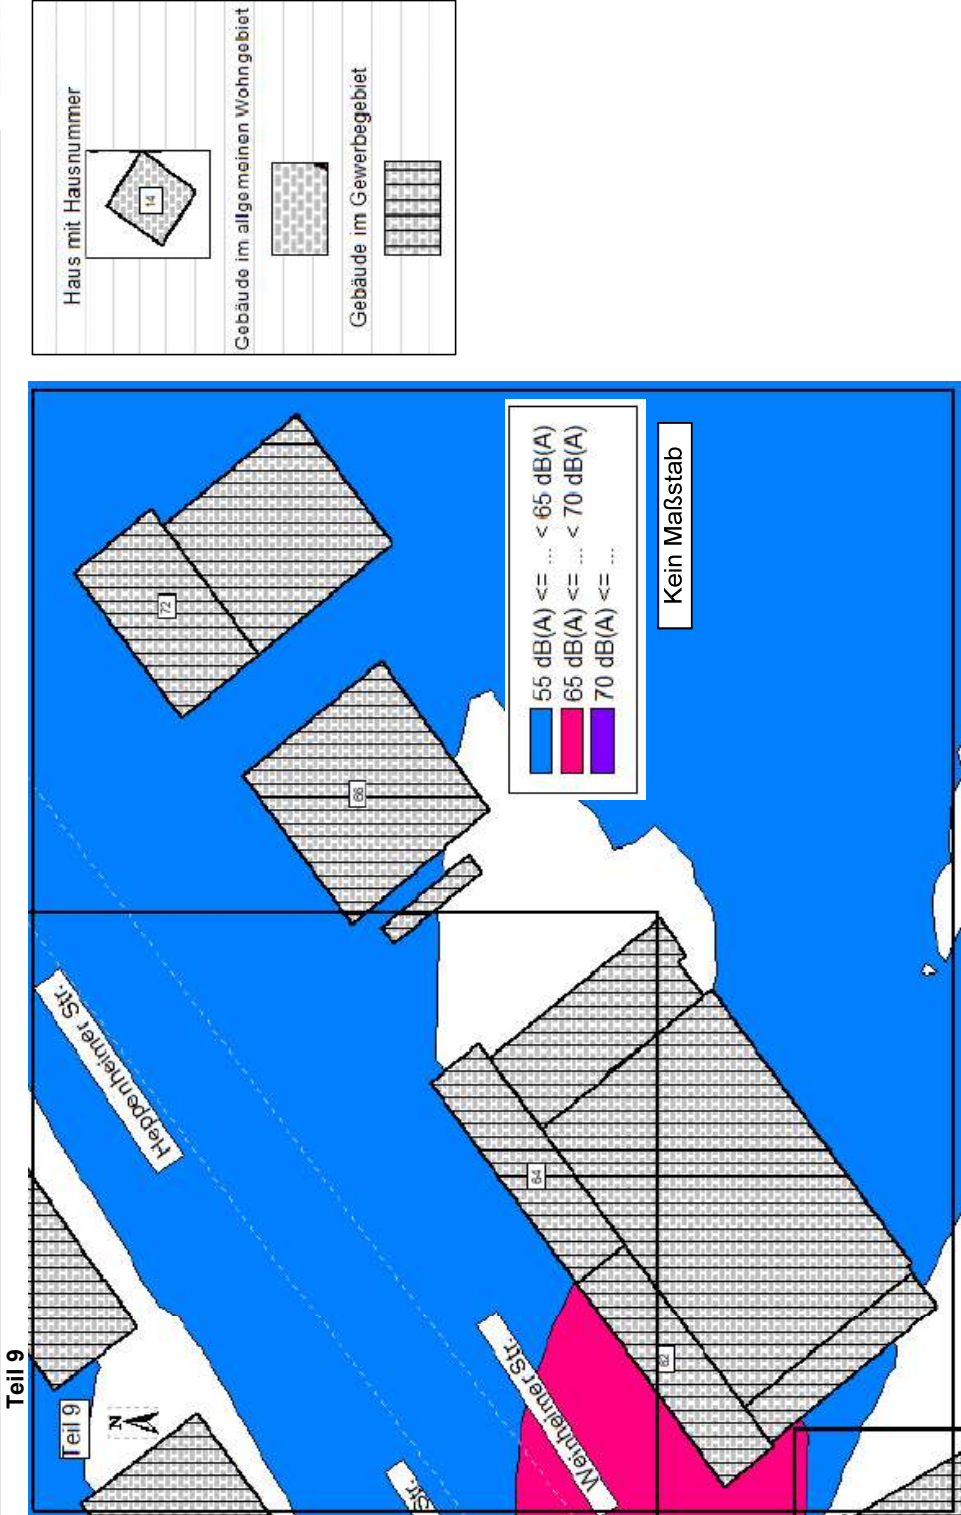 Teil 9
Teil 9
N
Heppenheimer Str.
Weinheimer Str.
Str.
72
66
64
62
55 dB(A) <= ... < 65 dB(A)
65 dB(A) <= ... < 70 dB(A)
70 dB(A) <= ...
Kein Maßstab
Haus mit Hausnummer
14
Gebäude im allgemeinen Wohngebiet
Gebäude im Gewerbegebiet